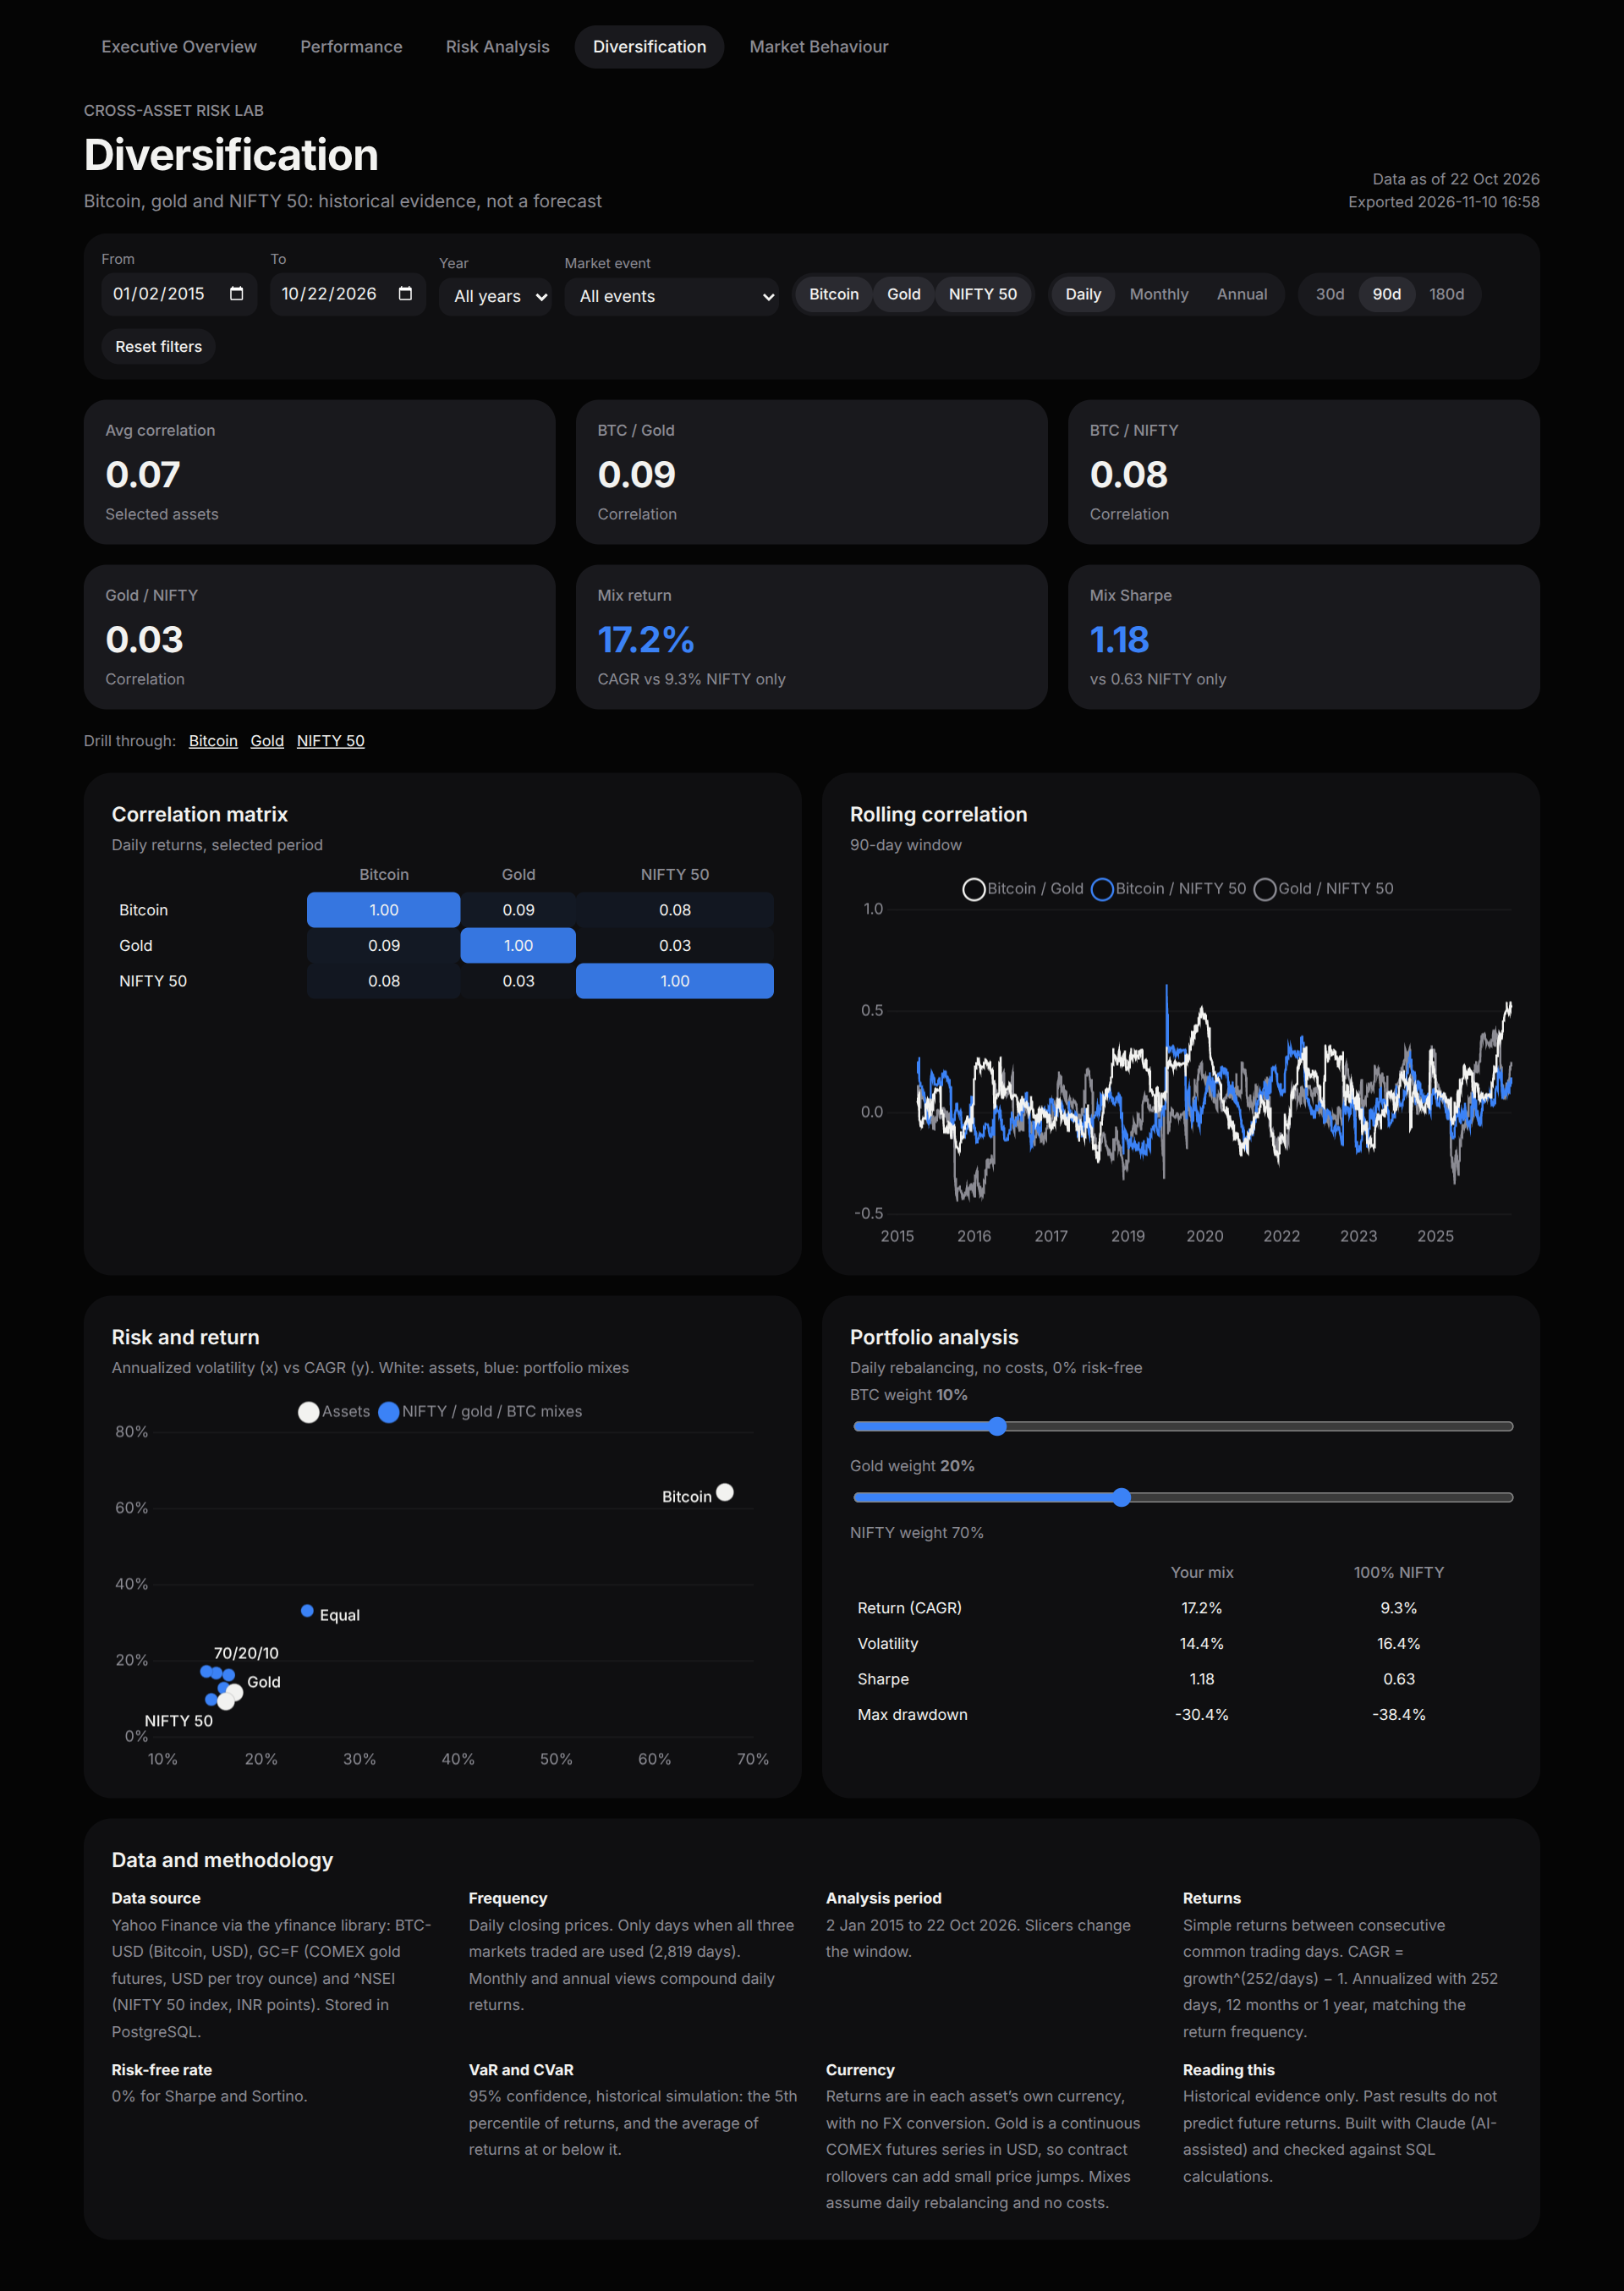 Executive Overview Performance Risk Analysis Diversification Market Behaviour
CROSS-ASSET RISK LAB
Diversification
Bitcoin, gold and NIFTY 50: historical evidence, not a forecast
Data as of 22 Oct 2026
Exported 2026-11-10 16:58
From To Year Market event
01/02/2015 10/22/2026 All years All events Bitcoin Gold NIFTY 50 Daily Monthly Annual 30d 90d 180d
Reset filters
Avg correlation
0.07
Selected assets
BTC / Gold
0.09
Correlation
BTC / NIFTY
0.08
Correlation
Gold / NIFTY
0.03
Correlation
Mix return
17.2%
CAGR vs 9.3% NIFTY only
Mix Sharpe
1.18
vs 0.63 NIFTY only
Drill through: Bitcoin Gold NIFTY 50
Correlation matrix
Daily returns, selected period
Bitcoin Gold NIFTY 50
Bitcoin 1.00 0.09 0.08
Gold 0.09 1.00 0.03
NIFTY 50 0.08 0.03 1.00
Rolling correlation
90-day window
Bitcoin / Gold Bitcoin / NIFTY 50 Gold / NIFTY 50
1.0
0.5
0.0
-0.5
2015 2016 2017 2019 2020 2022 2023 2025
Risk and return
Annualized volatility (x) vs CAGR (y). White: assets, blue: portfolio mixes
Assets NIFTY / gold / BTC mixes
80%
Bitcoin
60%
40%
Equal
70/20/10
20%
Gold
NIFTY 50
0%
10% 20% 30% 40% 50% 60% 70%
Portfolio analysis
Daily rebalancing, no costs, 0% risk-free
BTC weight 10%
Gold weight 20%
NIFTY weight 70%
Your mix 100% NIFTY
Return (CAGR) 17.2% 9.3%
Volatility 14.4% 16.4%
Sharpe 1.18 0.63
Max drawdown -30.4% -38.4%
Data and methodology
Data source
Yahoo Finance via the yfinance library: BTC-
USD (Bitcoin, USD), GC=F (COMEX gold
futures, USD per troy ounce) and ^NSEI
(NIFTY 50 index, INR points). Stored in
PostgreSQL.
Frequency
Daily closing prices. Only days when all three
markets traded are used (2,819 days).
Monthly and annual views compound daily
returns.
Analysis period
2 Jan 2015 to 22 Oct 2026. Slicers change
the window.
Returns
Simple returns between consecutive
common trading days. CAGR =
growth^(252/days) − 1. Annualized with 252
days, 12 months or 1 year, matching the
return frequency.
Risk-free rate
0% for Sharpe and Sortino.
VaR and CVaR
95% confidence, historical simulation: the 5th
percentile of returns, and the average of
returns at or below it.
Currency
Returns are in each asset’s own currency,
with no FX conversion. Gold is a continuous
COMEX futures series in USD, so contract
rollovers can add small price jumps. Mixes
assume daily rebalancing and no costs.
Reading this
Historical evidence only. Past results do not
predict future returns. Built with Claude (AI-
assisted) and checked against SQL
calculations.